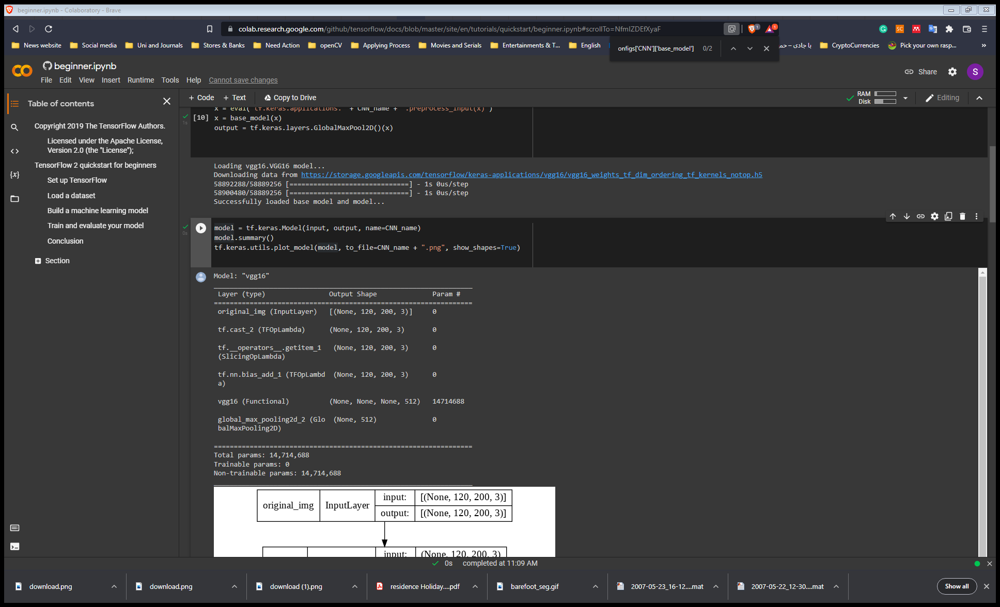 beginner.ipynb - Colaboratory - Brave
colab.research.google.com/github/tensorflow/docs/blob/master/site/en/tutorials/quickstart/beginner.ipynb#scrollTo=NfmIZDEfXyaF
News website Social media Uni and Journals Stores & Banks Need Action openCV Applying Process Movies and Serials Entertainments & T... English با جادی – حمـ... CryptoCurrencies Pick your own rasp... »
onfigs['CNN']['base_model'] 0/2
beginner.ipynb
Share
S
File Edit View Insert Runtime Tools Help Cannot save changes
Table of contents
+ Code + Text Copy to Drive
RAM
Disk
Editing
Copyright 2019 The TensorFlow Authors.
Licensed under the Apache License,
Version 2.0 (the "License");
TensorFlow 2 quickstart for beginners
Set up TensorFlow
Load a dataset
Build a machine learning model
Train and evaluate your model
Conclusion
Section
x = eval("tf.keras.applications." + CNN_name + ".preprocess_input(x)")
[10] x = base_model(x)
1s
output = tf.keras.layers.GlobalMaxPool2D()(x)
Loading vgg16.VGG16 model...
Downloading data from https://storage.googleapis.com/tensorflow/keras-applications/vgg16/vgg16_weights_tf_dim_ordering_tf_kernels_notop.h5
58892288/58889256 [==============================] - 1s 0us/step
58900480/58889256 [==============================] - 1s 0us/step
Successfully loaded base model and model...
0s
model = tf.keras.Model(input, output, name=CNN_name)
model.summary()
tf.keras.utils.plot_model(model, to_file=CNN_name + ".png", show_shapes=True)
Model: "vgg16"
_________________________________________________________________
Layer (type) Output Shape Param #
=================================================================
original_img (InputLayer) [(None, 120, 200, 3)] 0
tf.cast_2 (TFOpLambda) (None, 120, 200, 3) 0
tf.__operators__.getitem_1 (None, 120, 200, 3) 0
(SlicingOpLambda)
tf.nn.bias_add_1 (TFOpLambd (None, 120, 200, 3) 0
a)
vgg16 (Functional) (None, None, None, 512) 14714688
global_max_pooling2d_2 (Glo (None, 512) 0
balMaxPooling2D)
=================================================================
Total params: 14,714,688
Trainable params: 0
Non-trainable params: 14,714,688
_________________________________________________________________
original_img InputLayer input: [(None, 120, 200, 3)]
output: [(None, 120, 200, 3)]
input: (None, 120, 200, 3)
0s completed at 11:09 AM
download.png download.png download (1).png residence Holiday....pdf barefoot_seg.gif 2007-05-23_16-12....mat 2007-05-22_12-30....mat Show all